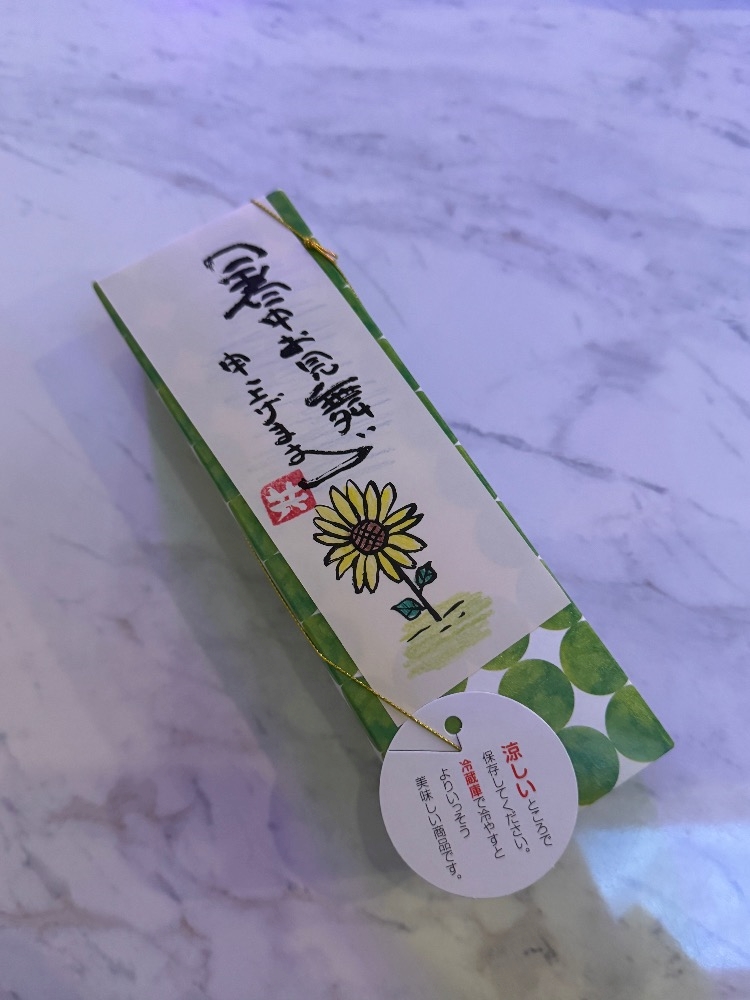 暑中お見舞い
申し上げます
涼しいところで
保存してください。
冷蔵庫で冷やすと
よりいっそう
美味しい商品です。